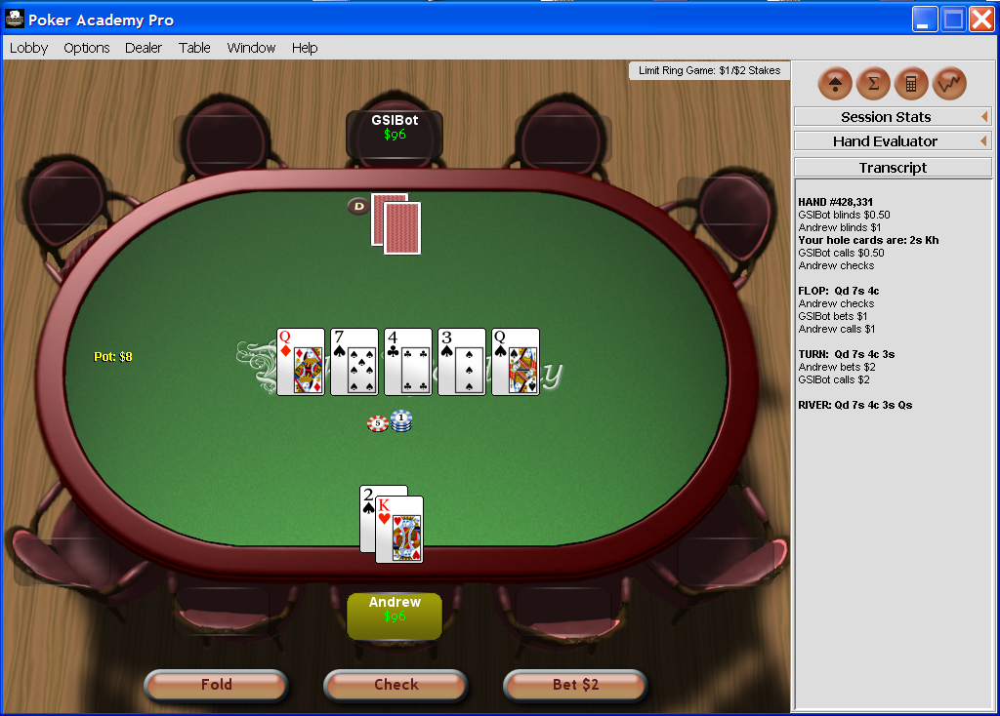 Poker Academy Pro
Lobby Options Dealer Table Window Help
Limit Ring Game: $1/$2 Stakes
GSIBot
$96
D
Pot: $8
Q 7 4 3 Q
5 1
2 K
Andrew
$96
Fold Check Bet $2
Σ
Session Stats
Hand Evaluator
Transcript
HAND #428,331
GSIBot blinds $0.50
Andrew blinds $1
Your hole cards are: 2s Kh
GSIBot calls $0.50
Andrew checks
FLOP: Qd 7s 4c
Andrew checks
GSIBot bets $1
Andrew calls $1
TURN: Qd 7s 4c 3s
Andrew bets $2
GSIBot calls $2
RIVER: Qd 7s 4c 3s Qs